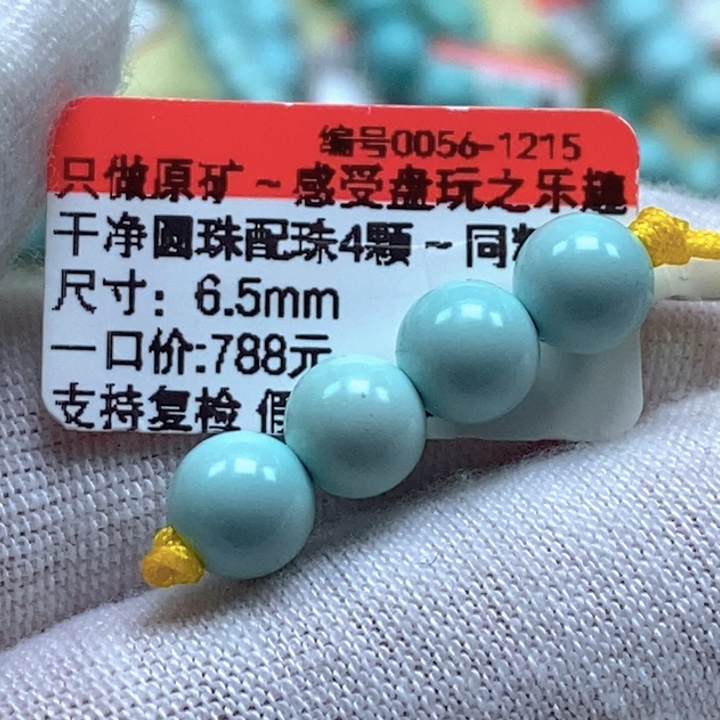 编号0056-1215
只做原矿~感受盘玩之乐趣
干净圆珠配珠4颗~同
尺寸：6.5mm
一口价:788元
支持复检